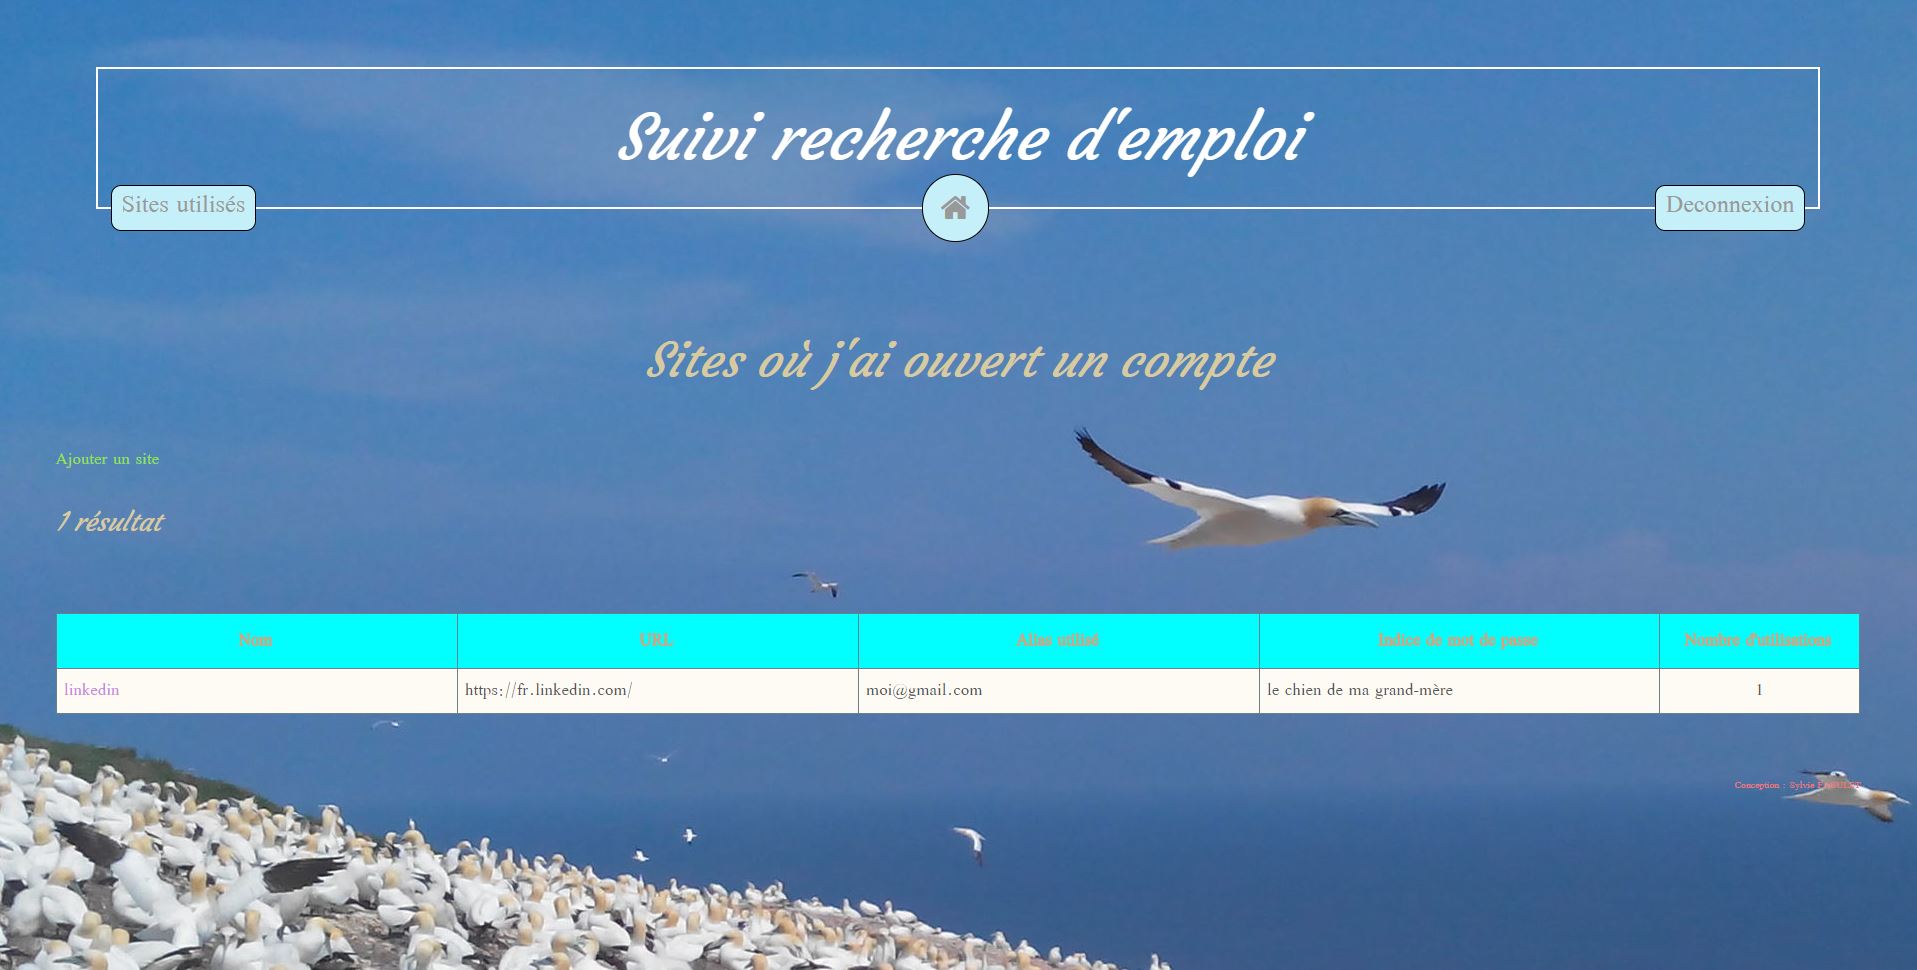 Suivi recherche d'emploi
Sites utilisés
Deconnexion
Sites où j'ai ouvert un compte
Ajouter un site
1 résultat
Nom URL Alias utilisé Indice de mot de passe Nombre d'utilisations
linkedin https://fr.linkedin.com/ moi@gmail.com le chien de ma grand-mère 1
Conception : Sylvie